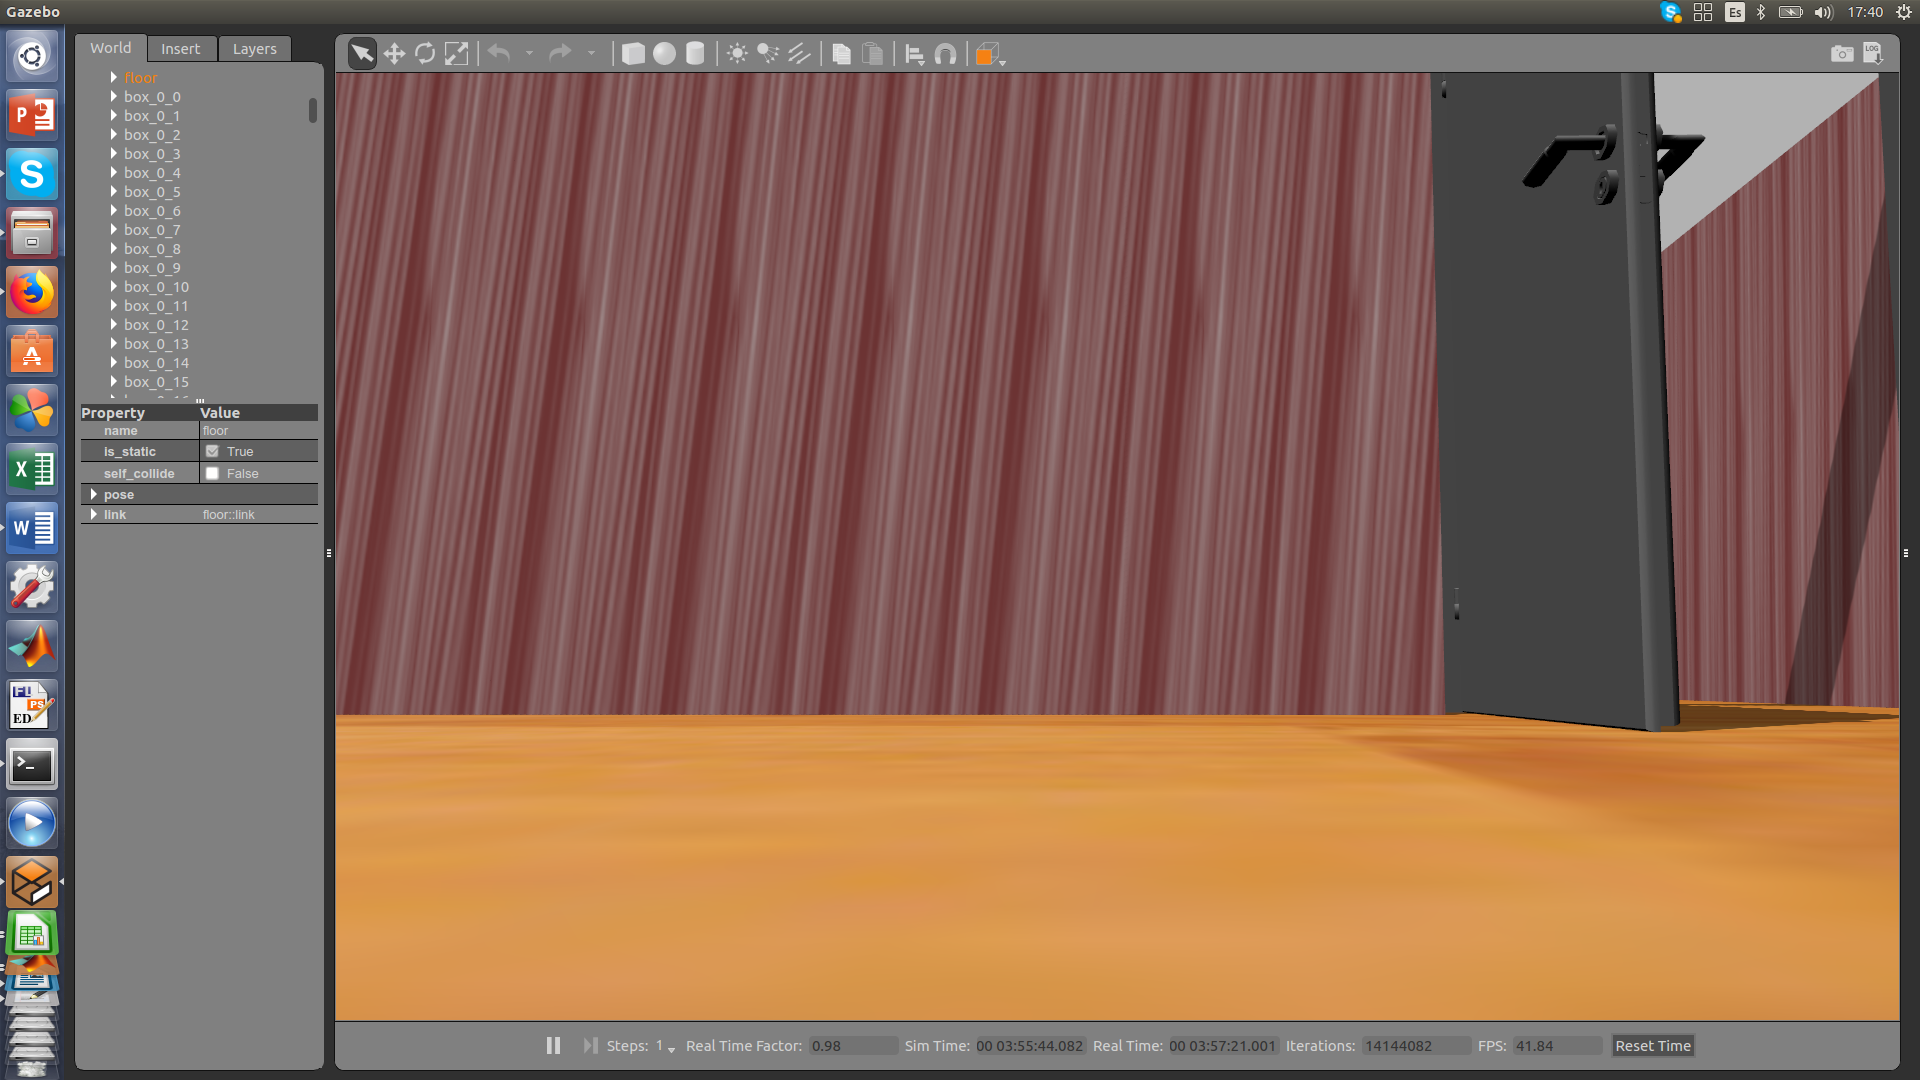 Gazebo
Es
17:40
World
Insert
Layers
LOG
floor
box_0_0
box_0_1
box_0_2
box_0_3
box_0_4
box_0_5
box_0_6
box_0_7
box_0_8
box_0_9
box_0_10
box_0_11
box_0_12
box_0_13
box_0_14
box_0_15
Property Value
name floor
is_static True
self_collide False
pose
link floor::link
Steps: 1 Real Time Factor: 0.98 Sim Time: 00 03:55:44.082 Real Time: 00 03:57:21.001 Iterations: 14144082 FPS: 41.84 Reset Time